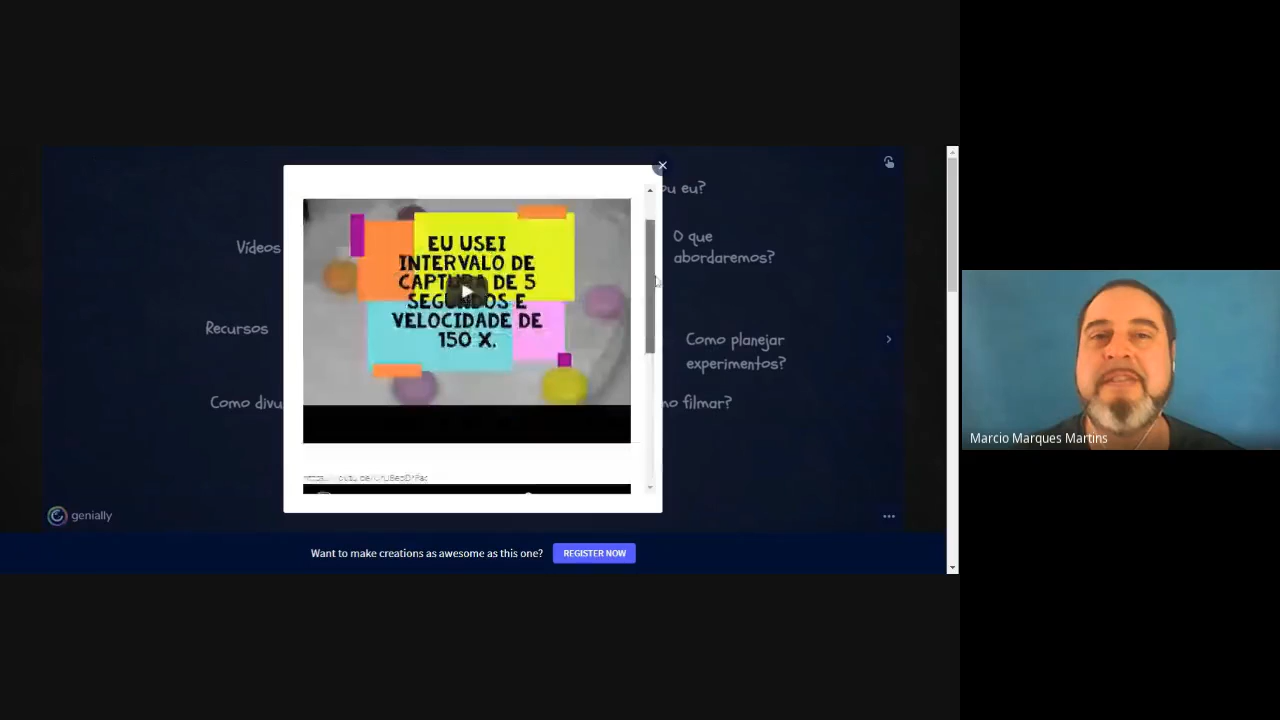 ou eu?
Vídeos
O que
abordaremos?
EU USEI
INTERVALO DE
CAPTURA DE 5
SEGUNDOS E
VELOCIDADE DE
150 X.
Recursos
Como planejar
experimentos?
Como divu
no filmar?
genially
Want to make creations as awesome as this one?
REGISTER NOW
Marcio Marques Martins